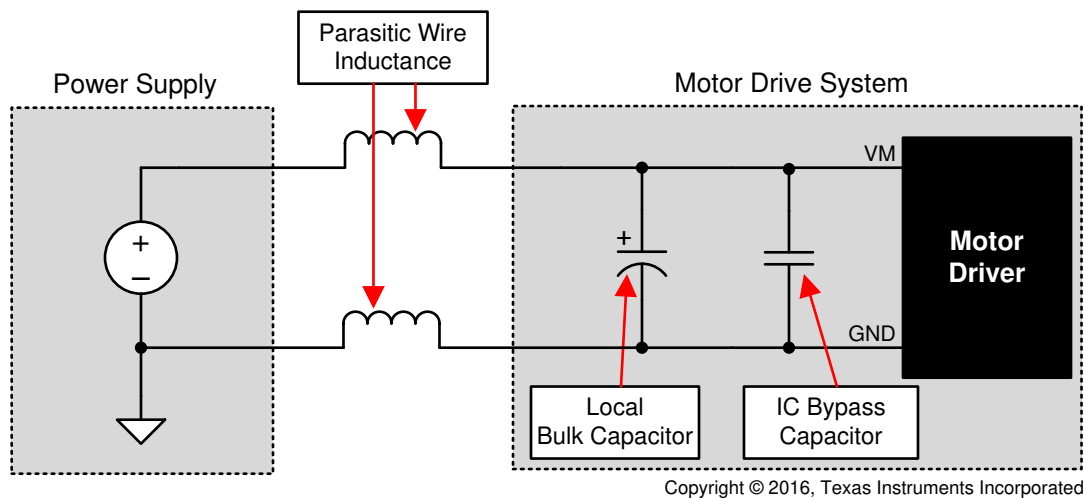 Parasitic Wire
Inductance
Power Supply
Motor Drive System
VM
+
–
+
Motor
Driver
GND
Local
Bulk Capacitor
IC Bypass
Capacitor
Copyright © 2016, Texas Instruments Incorporated